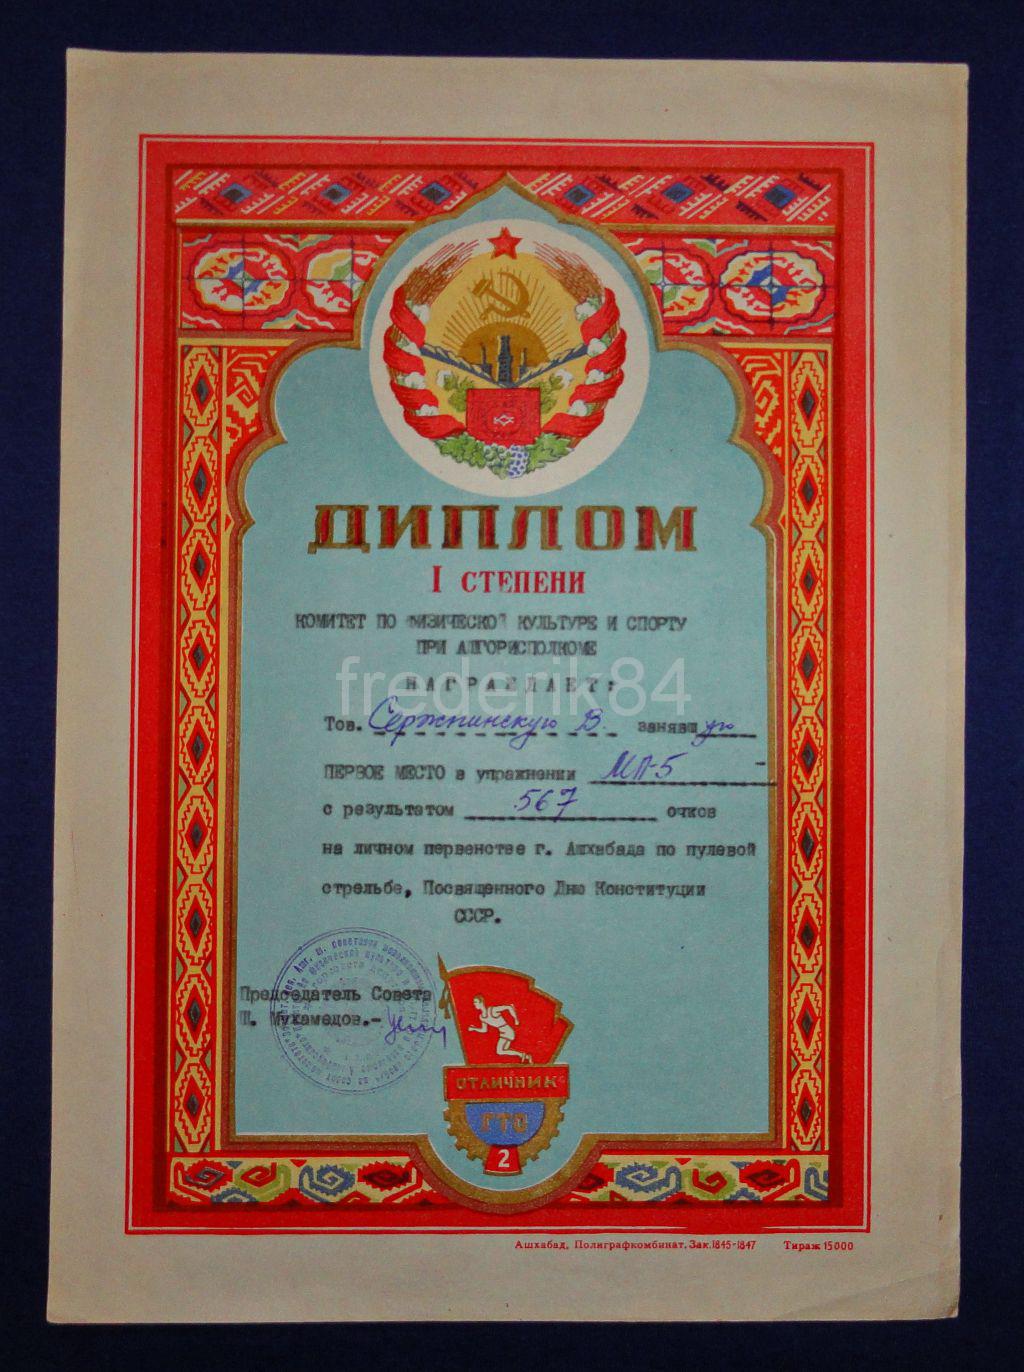 ДИПЛОМ
I СТЕПЕНИ
КОМИТЕТ ПО ФИЗИЧЕСКОЙ КУЛЬТУРЕ И СПОРТУ
ПРИ АШГОРИСПОЛКОМЕ
НАГРАЖДАЕТ:
frederik84
Тов. Сержпинскую В. занявшую
ПЕРВОЕ МЕСТО в упражнении МП-5
с результатом 567 очков
на личном первенстве г. Ашхабада по пулевой
стрельбе, Посвященного Дню Конституции
СССР.
Председатель Совета
Ш. Мухамедов.-
ОТЛИЧНИК
ГТО
2
Ашхабад, Полиграфкомбинат, Зак. 1845-1847 Тираж 15000